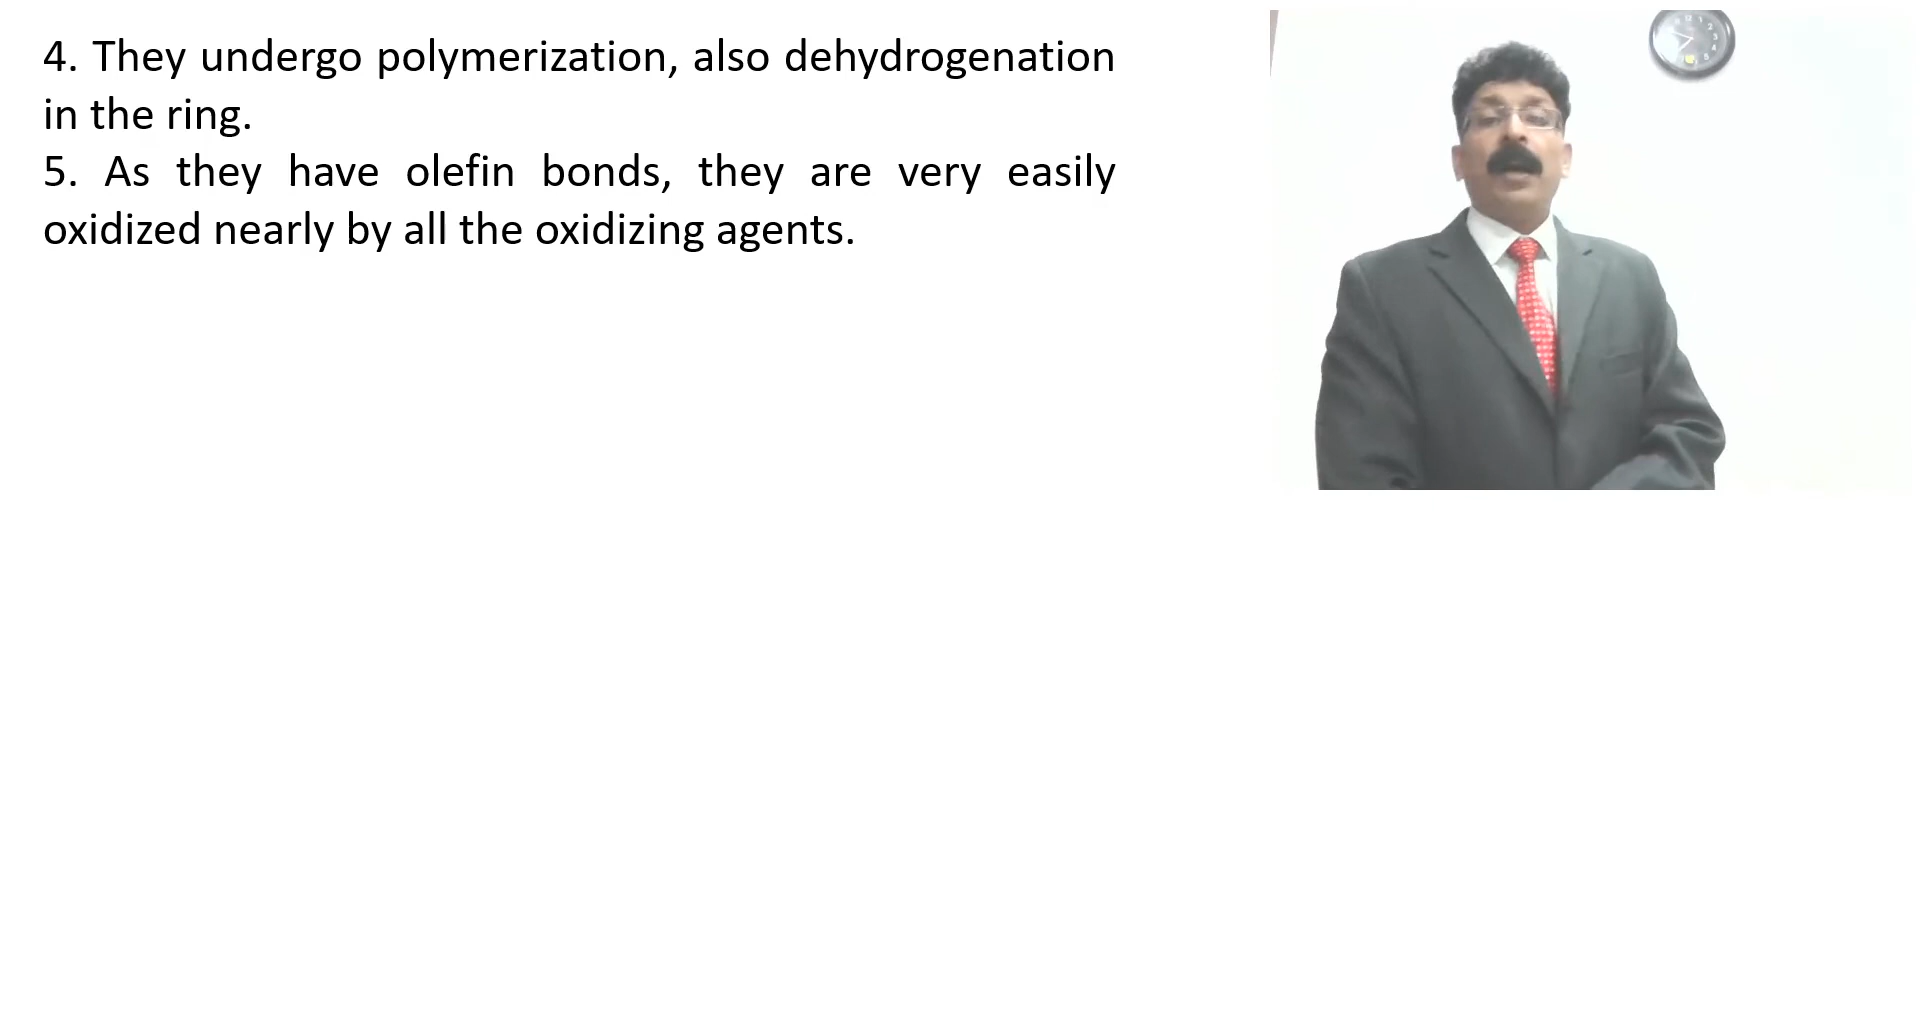 4. They undergo polymerization, also dehydrogenation
in the ring.
5. As they have olefin bonds, they are very easily
oxidized nearly by all the oxidizing agents.